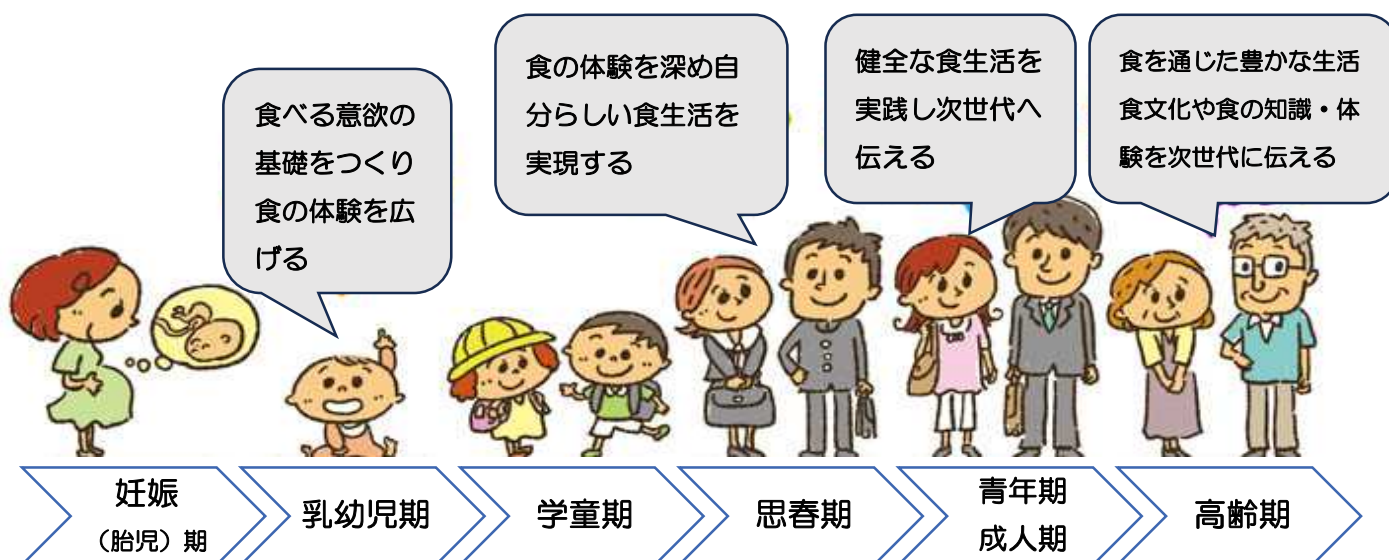 食べる意欲の
基礎をつくり
食の体験を広
げる
食の体験を深め自
分らしい食生活を
実現する
健全な食生活を
実践し次世代へ
伝える
食を通じた豊かな生活
食文化や食の知識・体
験を次世代に伝える
妊娠
（胎児）期
乳幼児期
学童期
思春期
青年期
成人期
高齢期